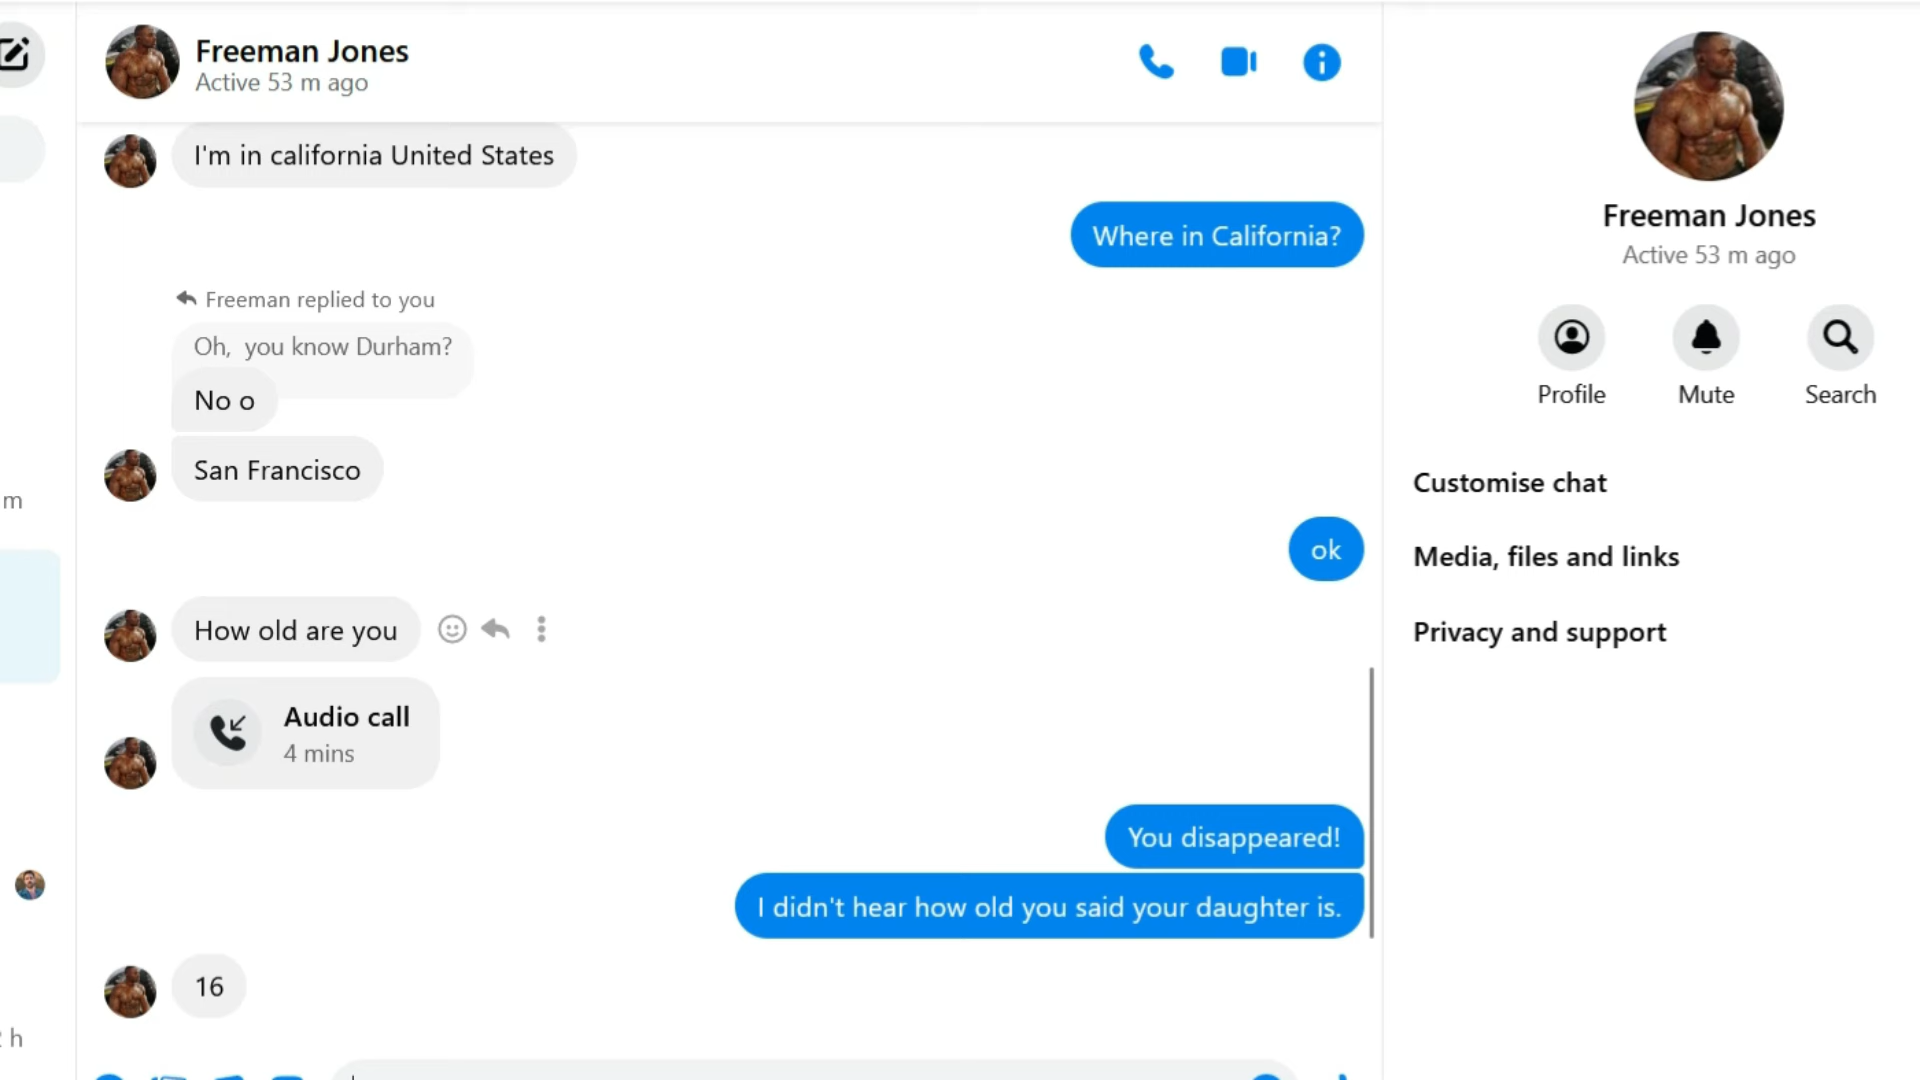 Freeman Jones
Active 53 m ago
I'm in california United States
Where in California?
Freeman replied to you
Oh, you know Durham?
No o
San Francisco
ok
How old are you
Audio call
4 mins
You disappeared!
I didn't hear how old you said your daughter is.
16
m
h
Freeman Jones
Active 53 m ago
Profile
Mute
Search
Customise chat
Media, files and links
Privacy and support